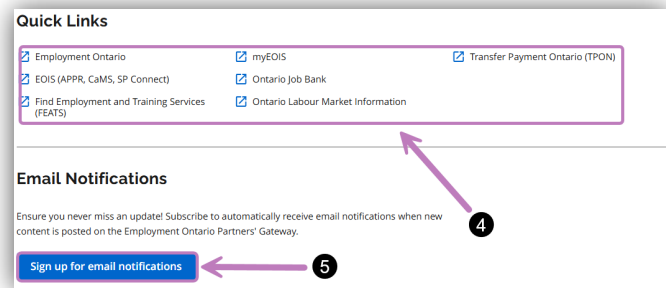 Quick Links
Employment Ontario
myEOIS
Transfer Payment Ontario (TPON)
EOIS (APPR, CaMS, SP Connect)
Ontario Job Bank
Find Employment and Training Services
(FEATS)
Ontario Labour Market Information
4
Email Notifications
Ensure you never miss an update! Subscribe to automatically receive email notifications when new
content is posted on the Employment Ontario Partners' Gateway.
Sign up for email notifications
5